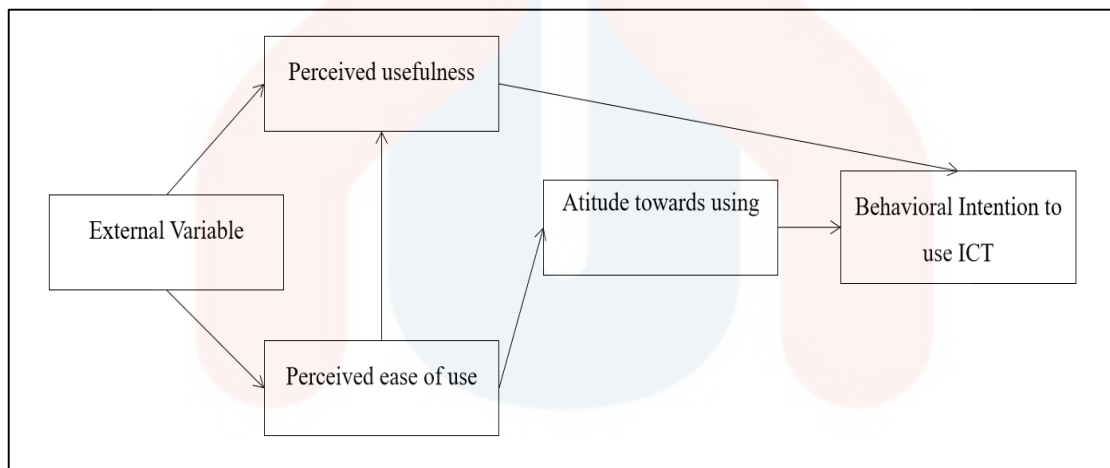 Perceived usefulness
External Variable
Atitude towards using
Behavioral Intention to
use ICT
Perceived ease of use